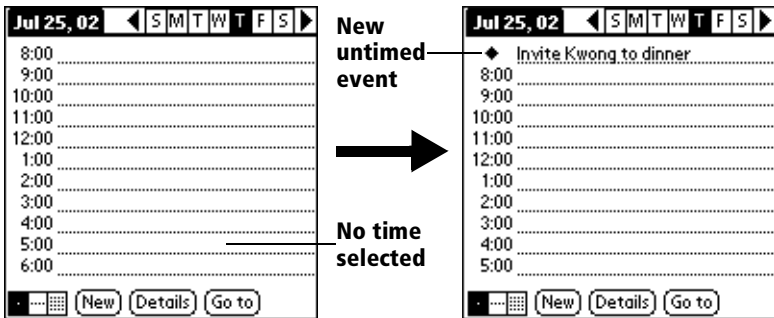 Jul 25, 02 S M T W T F S
8:00
9:00
10:00
11:00
12:00
1:00
2:00
3:00
4:00
5:00
6:00
New Details Go to
New
untimed
event
No time
selected
Jul 25, 02 S M T W T F S
Invite Kwong to dinner
8:00
9:00
10:00
11:00
12:00
1:00
2:00
3:00
4:00
5:00
New Details Go to